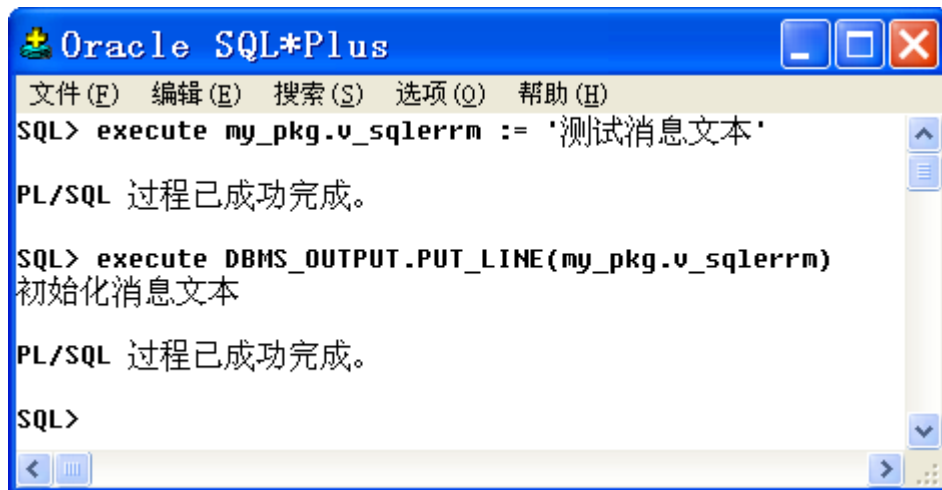 Oracle SQL*Plus
文件(F) 编辑(E) 搜索(S) 选项(O) 帮助(H)
SQL> execute my_pkg.v_sqlerrm := '测试消息文本'
PL/SQL 过程已成功完成。
SQL> execute DBMS_OUTPUT.PUT_LINE(my_pkg.v_sqlerrm)
初始化消息文本
PL/SQL 过程已成功完成。
SQL>